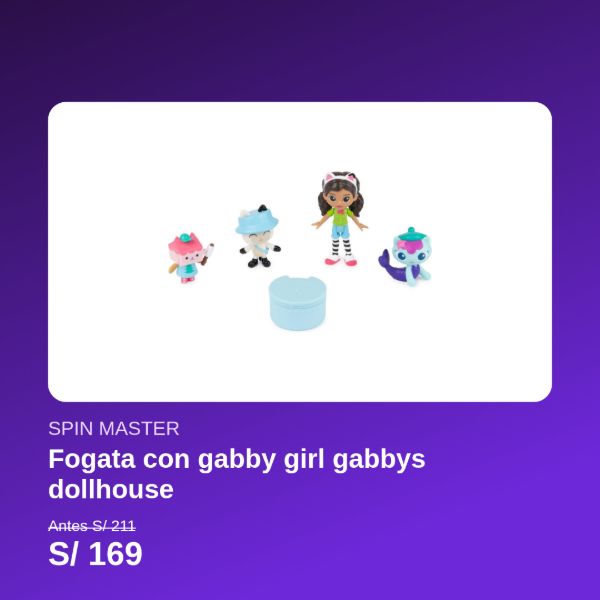 SPIN MASTER
Fogata con gabby girl gabbys
dollhouse
Antes S/ 211
S/ 169